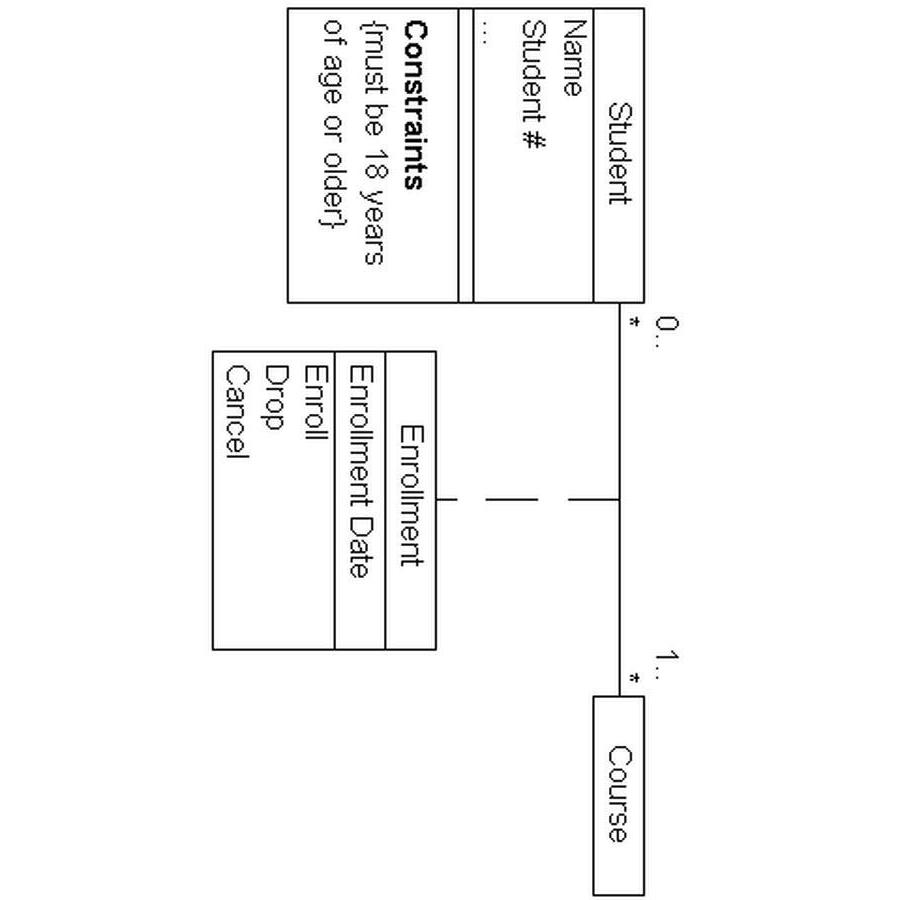 Student
Name
Student #
...
Constraints
{must be 18 years
of age or older}
0..
*
1..
*
Course
Enrollment
Enrollment Date
Enroll
Drop
Cancel